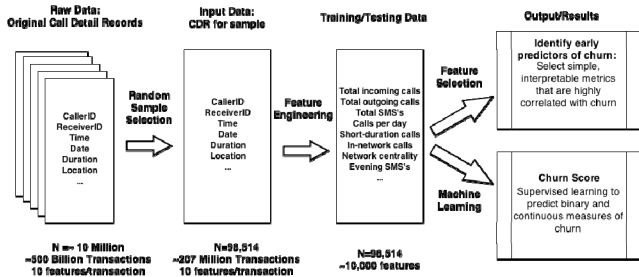 Raw Data:
Original Call Detail Records
CallerID
ReceiverID
Time
Date
Duration
Location
...
N =~ 10 Million
~500 Billion Transactions
10 features/transaction
Random
Sample
Selection
Input Data:
CDR for sample
CallerID
ReceiverID
Time
Date
Duration
Location
...
N=98,514
~207 Million Transactions
10 features/transaction
Feature
Engineering
Training/Testing Data
Total incoming calls
Total outgoing calls
Total SMS's
Calls per day
Short-duration calls
In-network calls
Network centrality
Evening SMS's
...
N=98,514
~10,000 features
Feature
Selection
Machine
Learning
Output/Results
Identify early
predictors of churn:
Select simple,
interpretable metrics
that are highly
correlated with churn
Churn Score
Supervised learning to
predict binary and
continuous measures of
churn